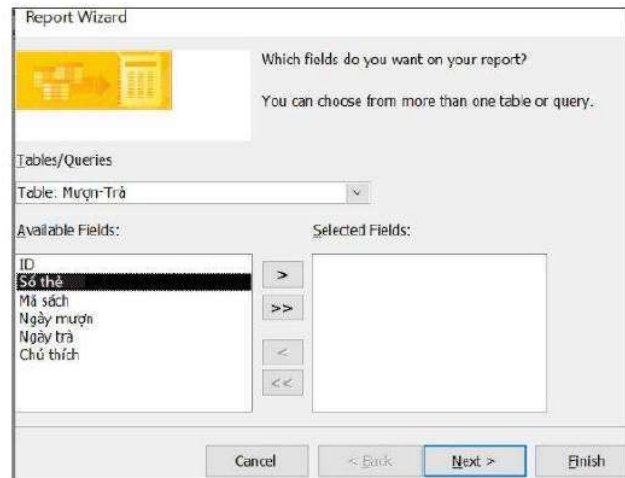 Report Wizard
Which fields do you want on your report?
You can choose from more than one table or query.
Tables/Queries
Table: Mượn-Trả
Available Fields:
Selected Fields:
ID
Số thẻ
Mã sách
Ngày mượn
Ngày trả
Chú thích
>
>>
<
<<
Cancel
< Back
Next >
Finish